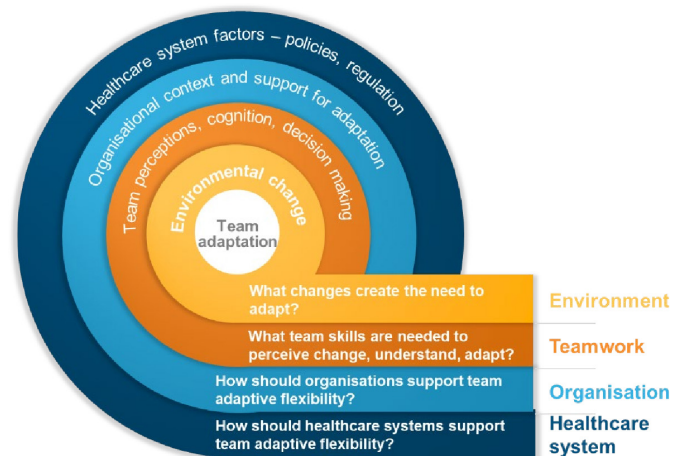 Healthcare system factors – policies, regulation
Organisational context and support for adaptation
Team perceptions, cognition, decision making
Environmental change
Team
adaptation
What changes create the need to
adapt?
Environment
What team skills are needed to
perceive change, understand, adapt?
Teamwork
How should organisations support team
adaptive flexibility?
Organisation
How should healthcare systems support
team adaptive flexibility?
Healthcare
system